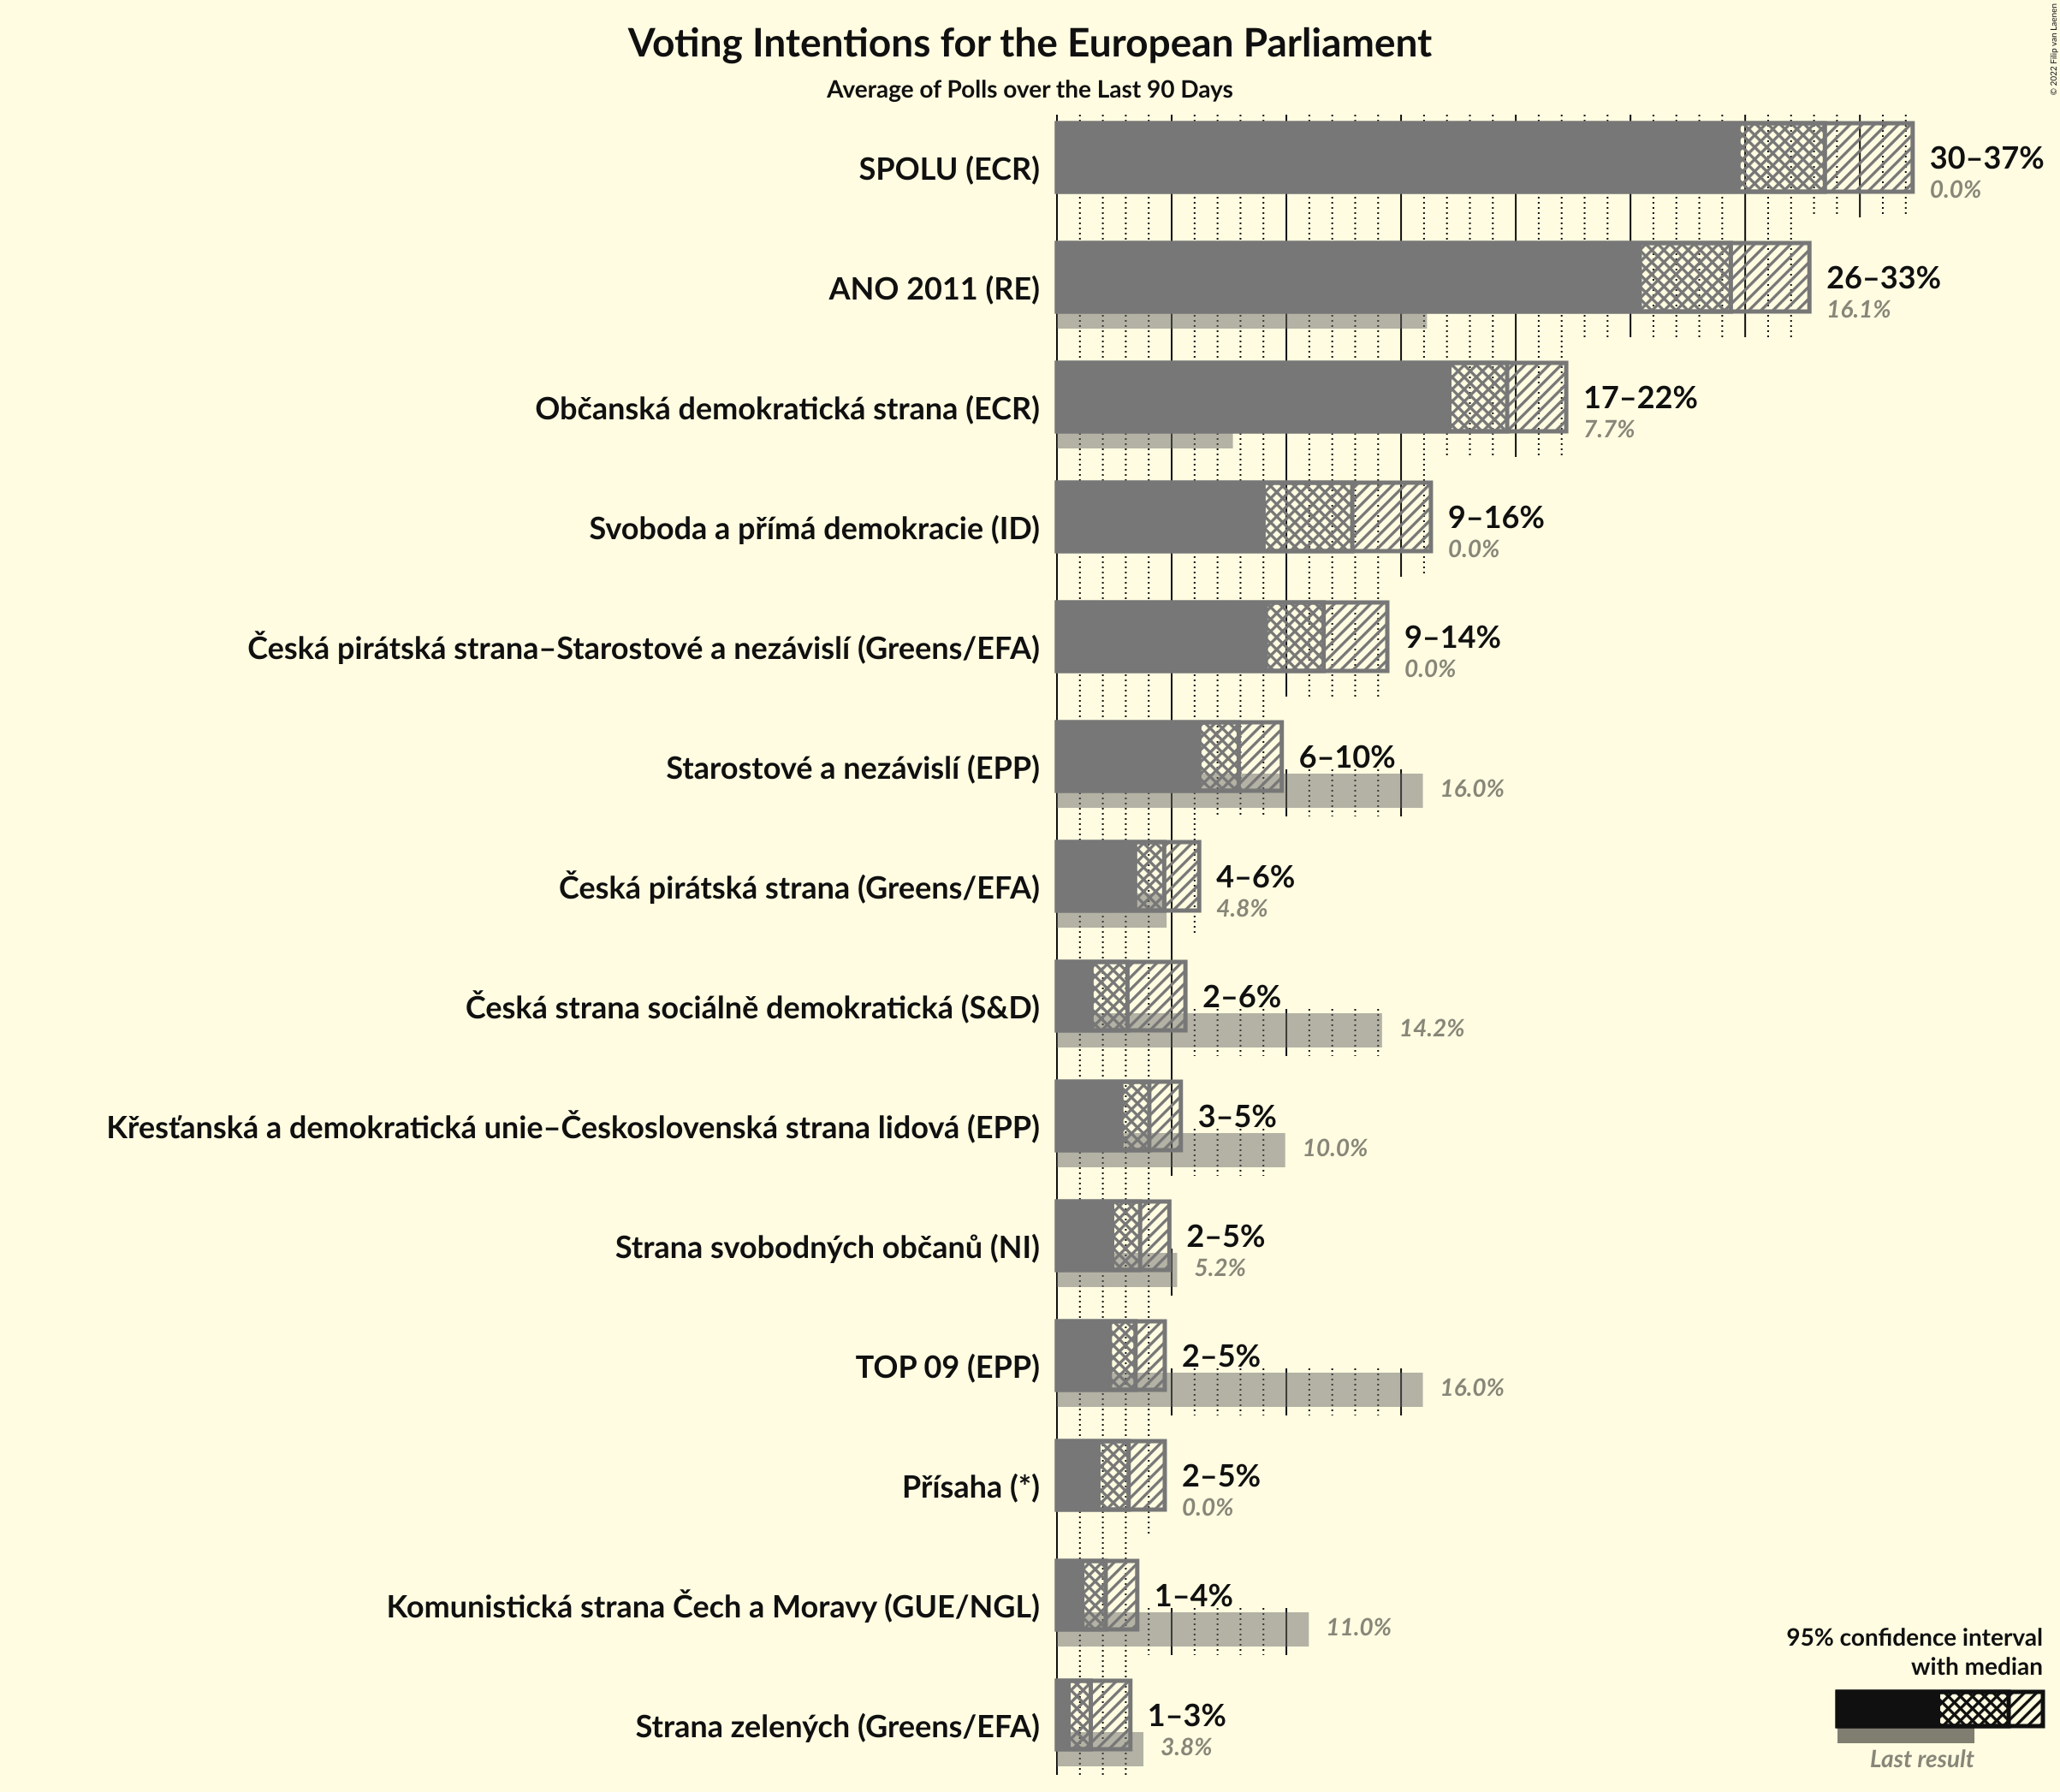 Voting Intentions for the European Parliament
Average of Polls over the Last 90 Days
© 2022 Filip van Laenen
SPOLU (ECR)
30–37%
0.0%
ANO 2011 (RE)
26–33%
16.1%
Občanská demokratická strana (ECR)
17–22%
7.7%
Svoboda a přímá demokracie (ID)
9–16%
0.0%
Česká pirátská strana–Starostové a nezávislí (Greens/EFA)
9–14%
0.0%
Starostové a nezávislí (EPP)
6–10%
16.0%
Česká pirátská strana (Greens/EFA)
4–6%
4.8%
Česká strana sociálně demokratická (S&D)
2–6%
14.2%
Křesťanská a demokratická unie–Československá strana lidová (EPP)
3–5%
10.0%
Strana svobodných občanů (NI)
2–5%
5.2%
TOP 09 (EPP)
2–5%
16.0%
Přísaha (*)
2–5%
0.0%
Komunistická strana Čech a Moravy (GUE/NGL)
1–4%
11.0%
Strana zelených (Greens/EFA)
1–3%
3.8%
95% confidence interval
with median
Last result